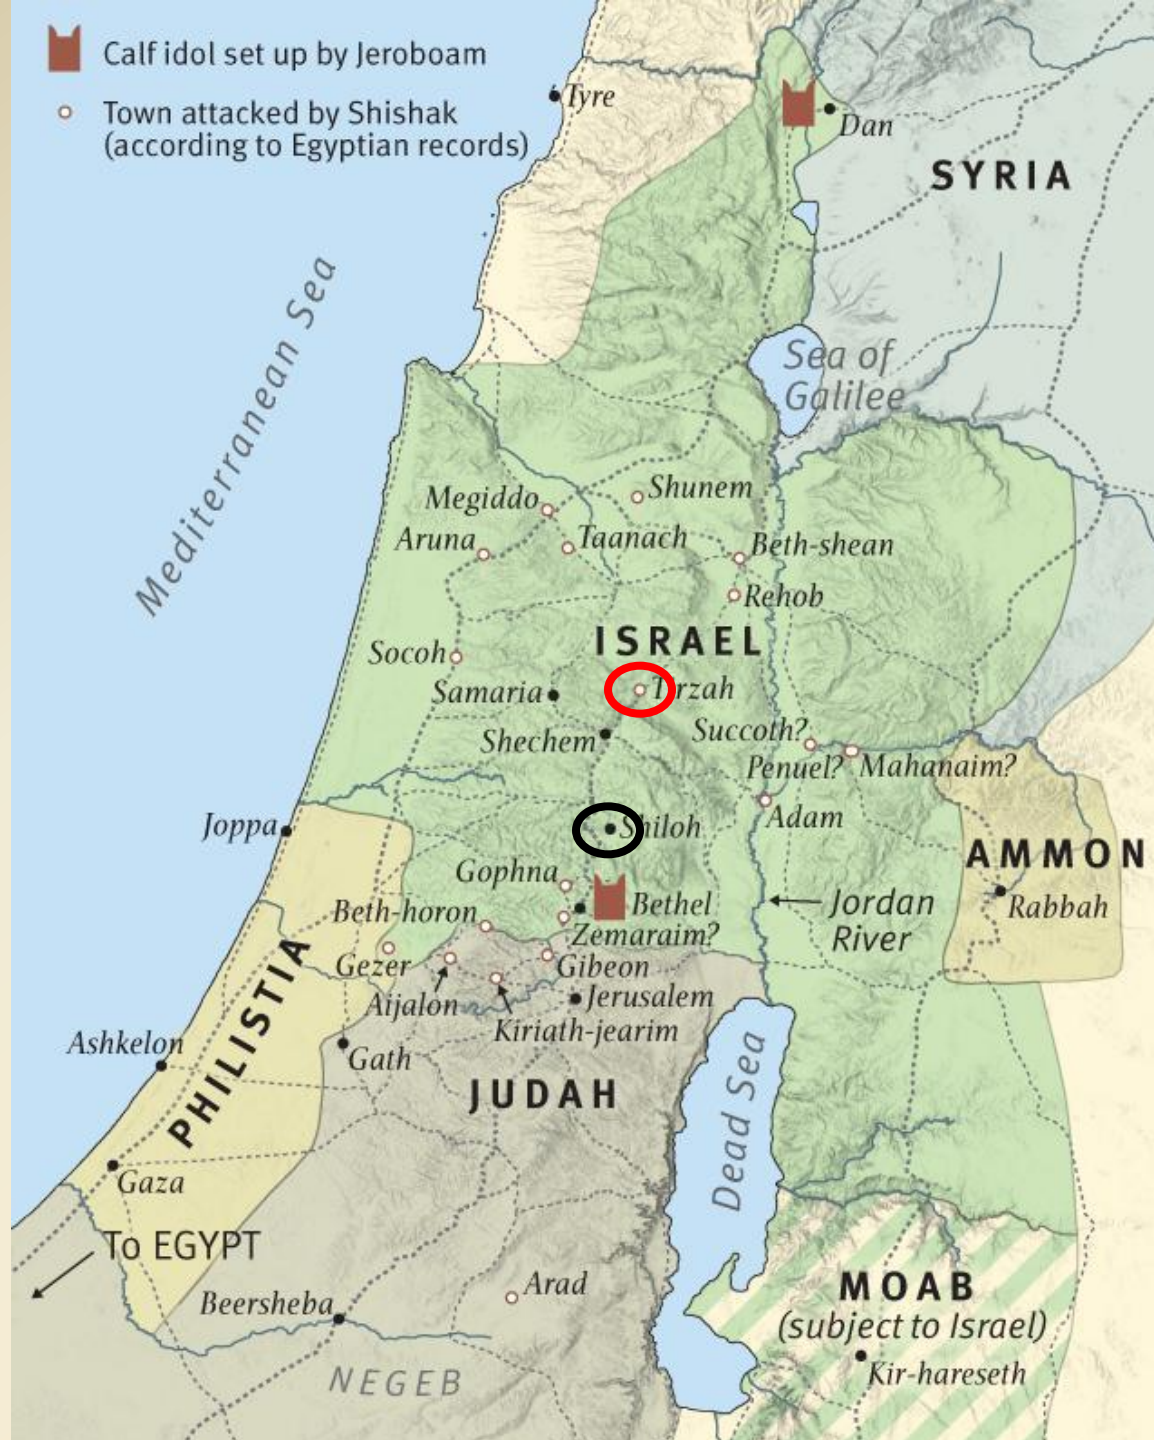 Calf idol set up by Jeroboam
Town attacked by Shishak
(according to Egyptian records)
Tyre
Dan
SYRIA
Mediterranean Sea
Sea of
Galilee
Megiddo
Shunem
Aruna
Taanach
Beth-shean
Rehob
ISRAEL
Socoh
Samaria
Tirzah
Shechem
Succoth?
Penuel?
Mahanaim?
Joppa
Shiloh
Adam
AMMON
Gophna
Bethel
Jordan
River
Rabbah
Beth-horon
Zemaraim?
Gezer
Gibeon
Aijalon
Jerusalem
Kiriath-jearim
PHILISTIA
Ashkelon
Gath
JUDAH
Dead Sea
Gaza
To EGYPT
Arad
MOAB
(subject to Israel)
Beersheba
Kir-hareseth
NEGEB